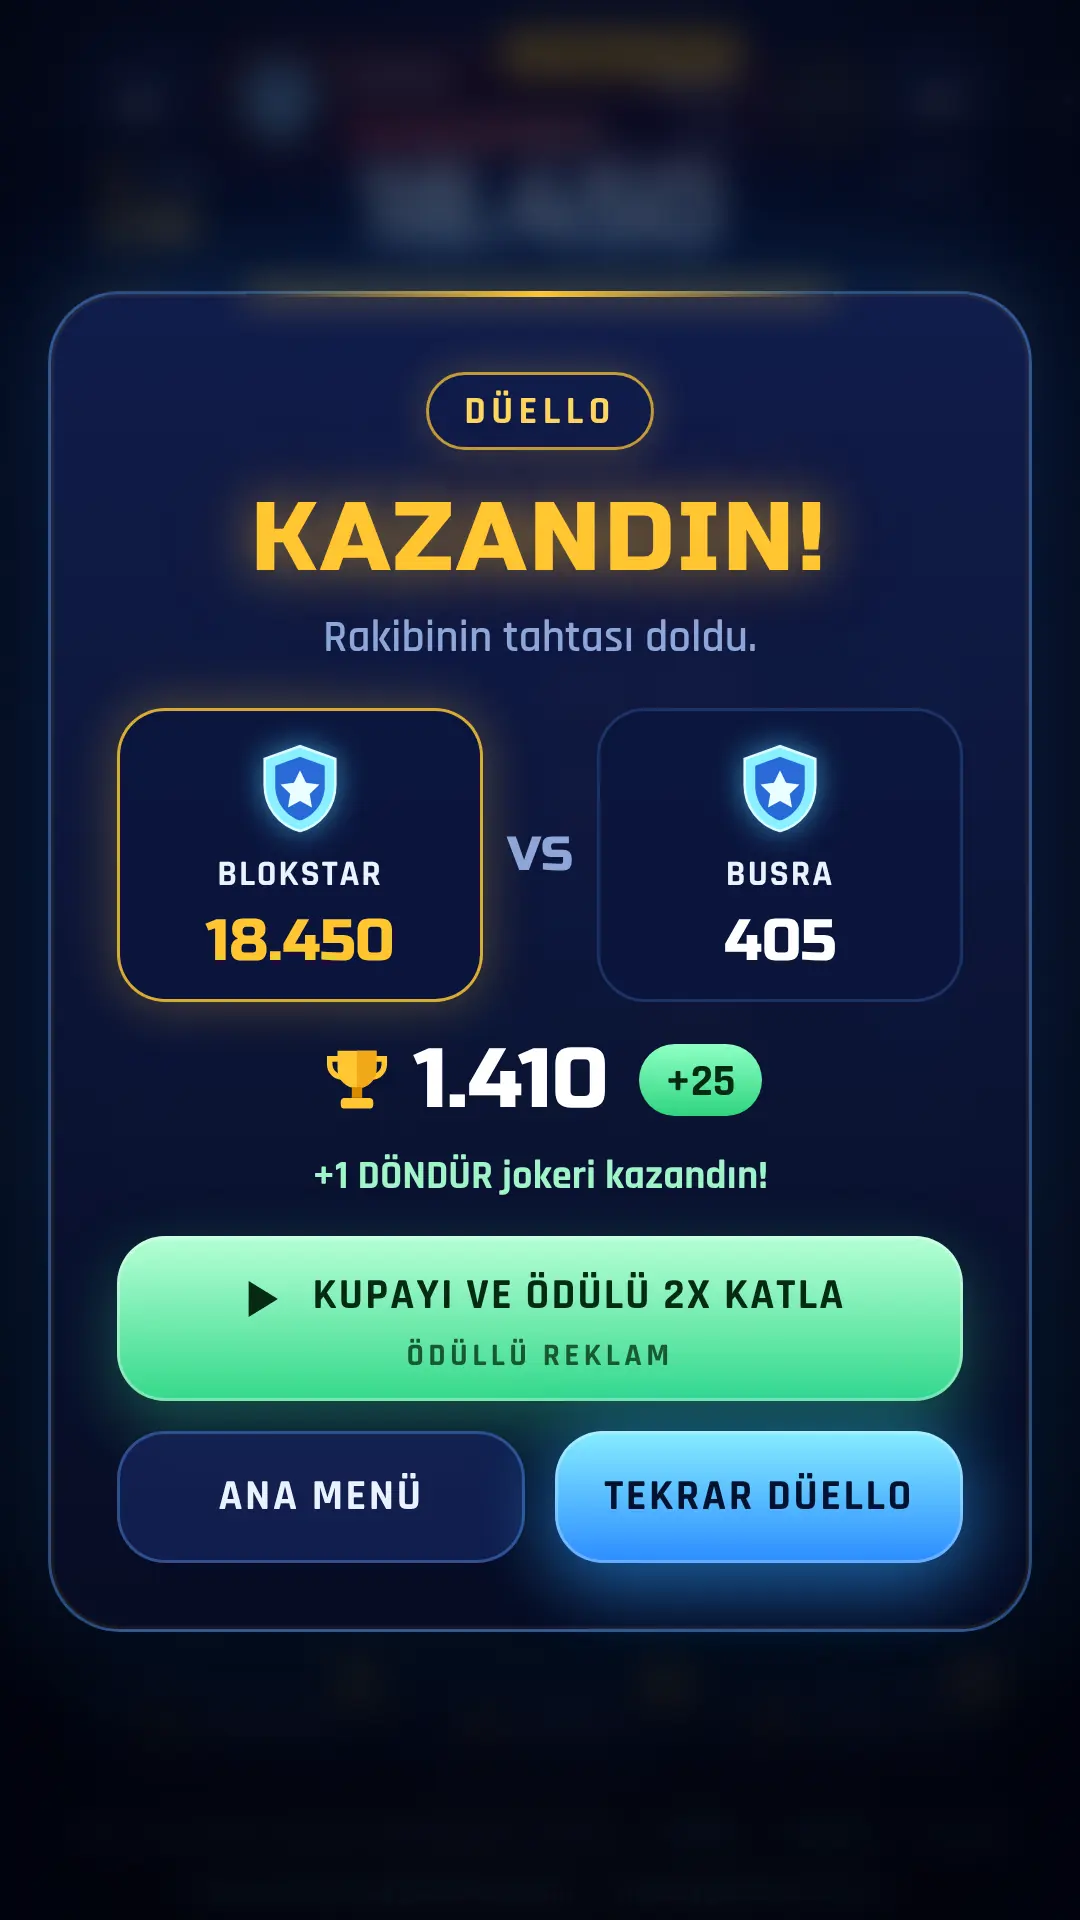 DÜELLO
KAZANDIN!
Rakibinin tahtası doldu.
BLOKSTAR
18.450
VS
BUSRA
405
1.410 +25
+1 DÖNDÜR jokeri kazandın!
KUPAYI VE ÖDÜLÜ 2X KATLA
ÖDÜLLÜ REKLAM
ANA MENÜ
TEKRAR DÜELLO